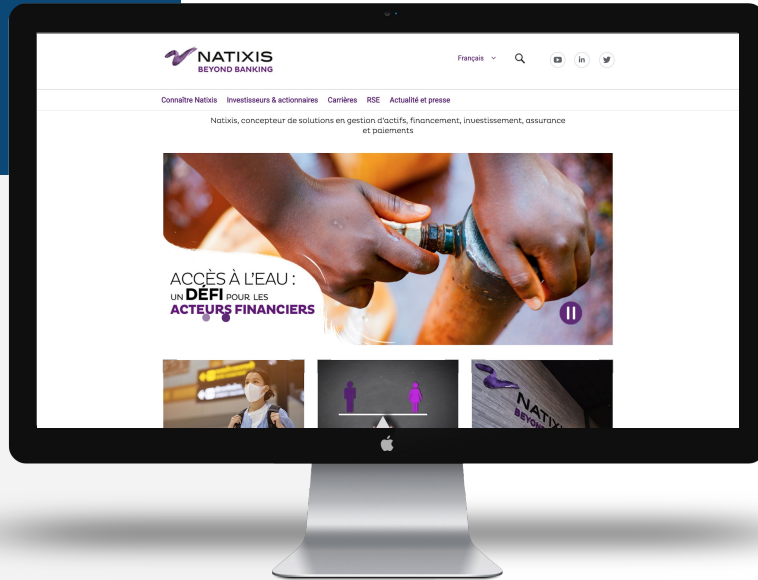 NATIXIS
BEYOND BANKING
Français
Connaître Natixis Investisseurs & actionnaires Carrières RSE Actualité et presse
Natixis, concepteur de solutions en gestion d'actifs, financement, investissement, assurance
et paiements
ACCÈS À L'EAU :
UN DÉFI POUR LES
ACTEURS FINANCIERS
NATIXIS
BEYOND